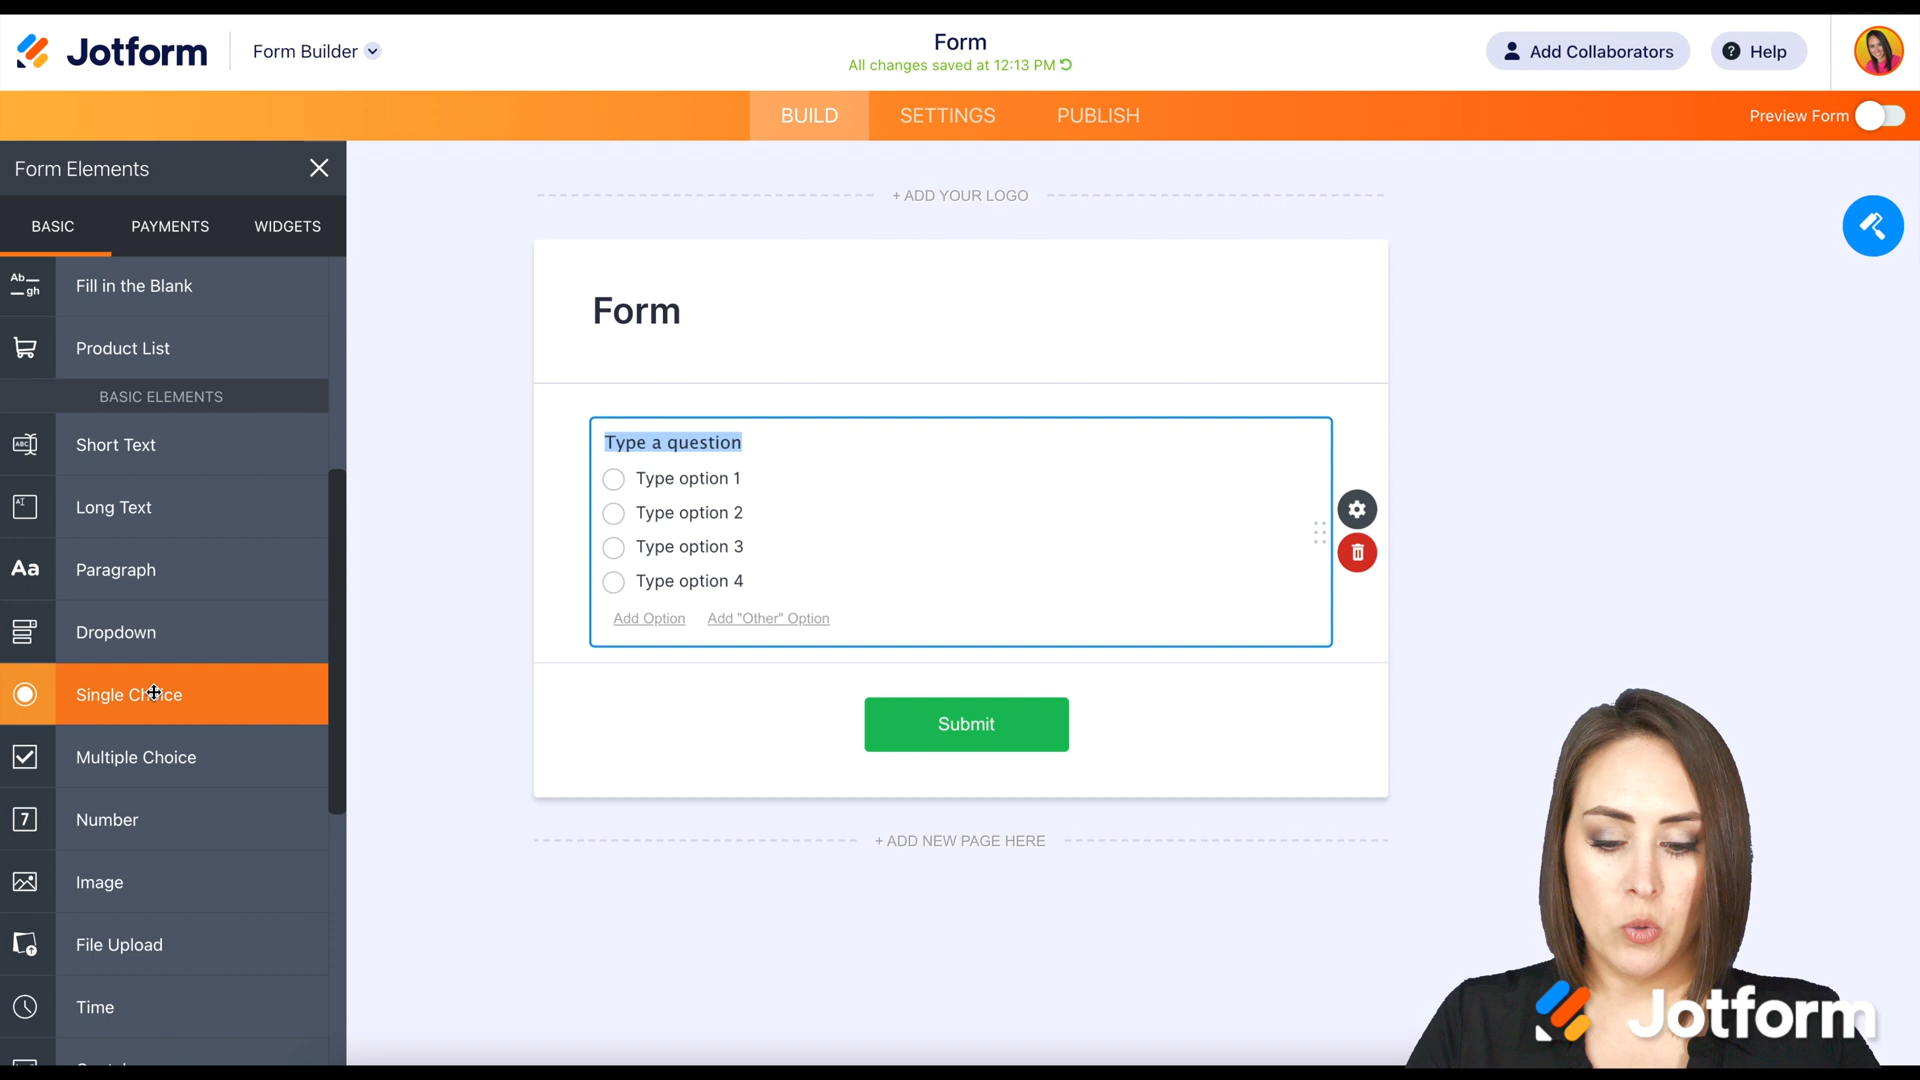 Jotform
Form Builder
Form
All changes saved at 12:13 PM
Add Collaborators
? Help
BUILD
SETTINGS
PUBLISH
Preview Form
Form Elements
BASIC
PAYMENTS
WIDGETS
+ ADD YOUR LOGO
Ab
gh
Fill in the Blank
Product List
BASIC ELEMENTS
ABC
Short Text
AI
Long Text
Aa
Paragraph
Dropdown
Single Choice
Multiple Choice
7
Number
Image
File Upload
Time
Form
Type a question
Type option 1
Type option 2
Type option 3
Type option 4
Add Option
Add "Other" Option
Submit
+ ADD NEW PAGE HERE
Jotform